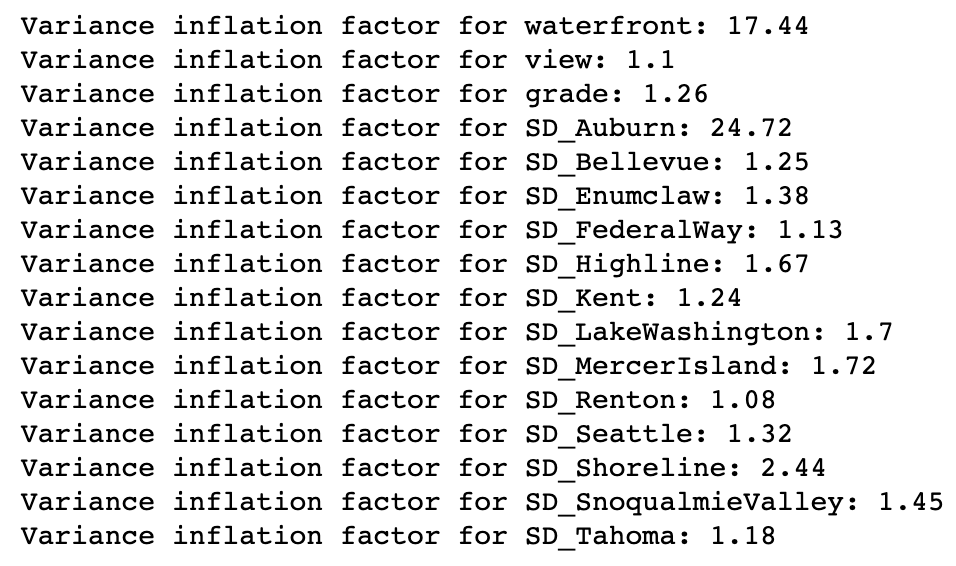 Variance inflation factor for waterfront: 17.44
Variance inflation factor for view: 1.1
Variance inflation factor for grade: 1.26
Variance inflation factor for SD_Auburn: 24.72
Variance inflation factor for SD_Bellevue: 1.25
Variance inflation factor for SD_Enumclaw: 1.38
Variance inflation factor for SD_FederalWay: 1.13
Variance inflation factor for SD_Highline: 1.67
Variance inflation factor for SD_Kent: 1.24
Variance inflation factor for SD_LakeWashington: 1.7
Variance inflation factor for SD_MercerIsland: 1.72
Variance inflation factor for SD_Renton: 1.08
Variance inflation factor for SD_Seattle: 1.32
Variance inflation factor for SD_Shoreline: 2.44
Variance inflation factor for SD_SnoqualmieValley: 1.45
Variance inflation factor for SD_Tahoma: 1.18